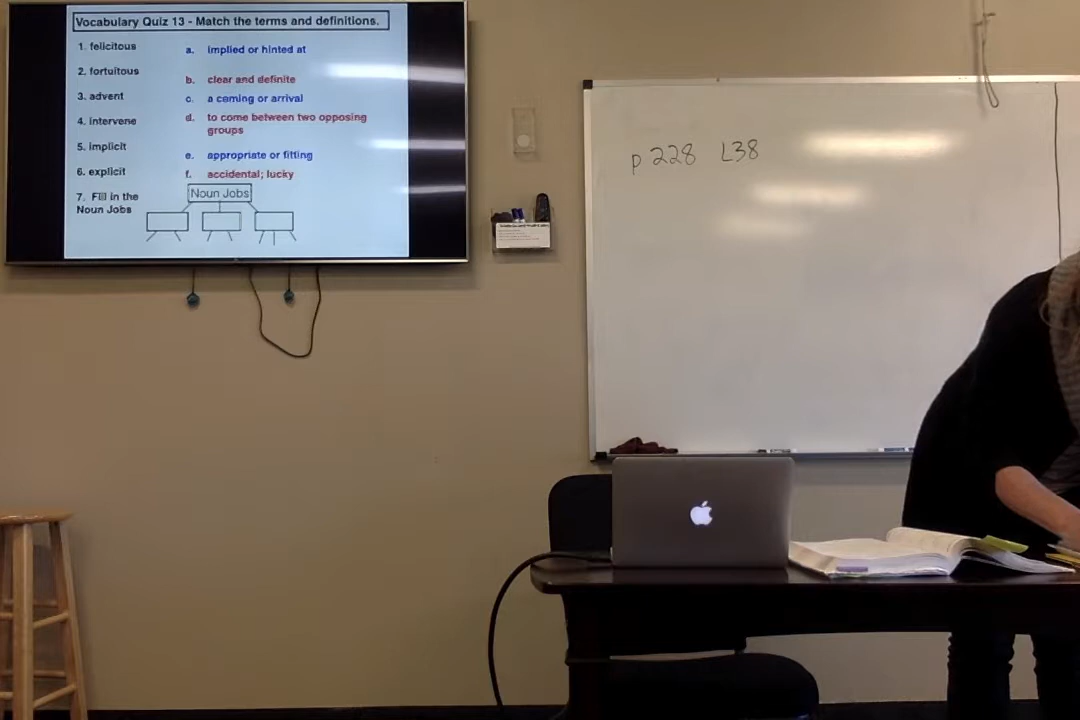 Vocabulary Quiz 13 - Match the terms and definitions.
1. felicitous
2. fortuitous
3. advent
4. intervene
5. implicit
6. explicit
7. Fill in the
Noun Jobs
a. implied or hinted at
b. clear and definite
c. a coming or arrival
d. to come between two opposing
groups
e. appropriate or fitting
f. accidental; lucky
Noun Jobs
p 228 L38